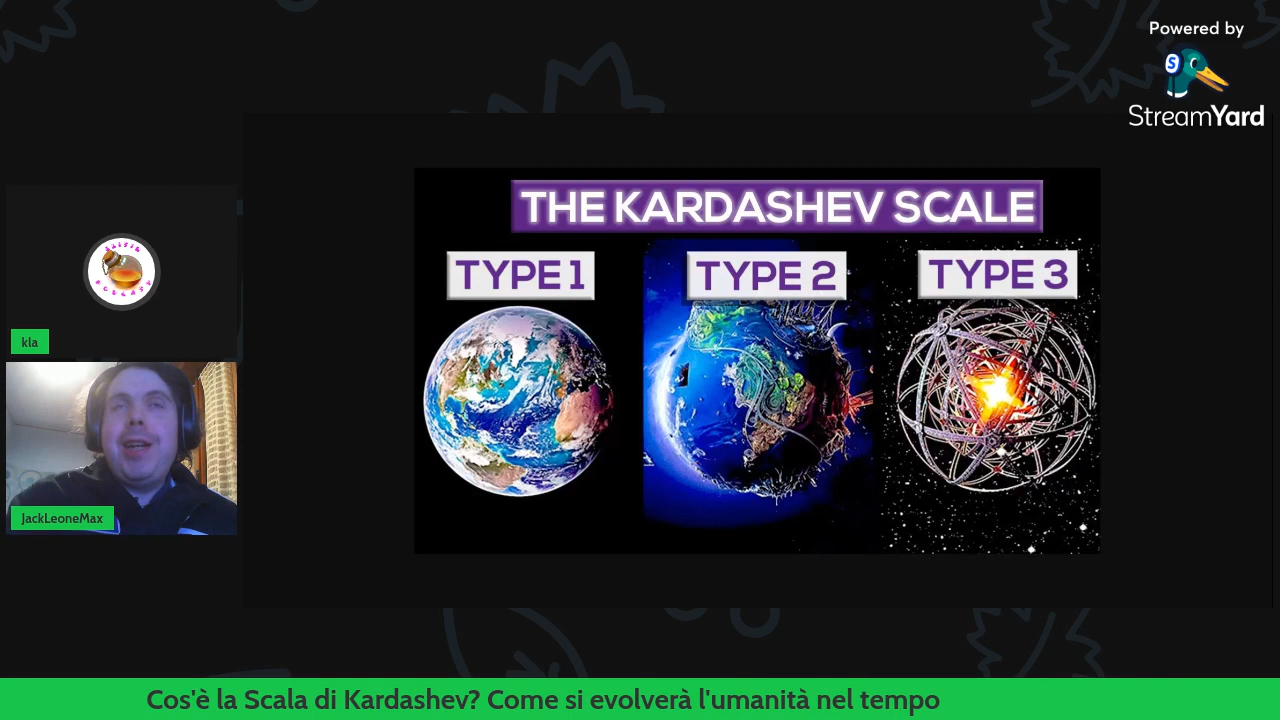 Powered by
S
StreamYard
THE KARDASHEV SCALE
TYPE 1
TYPE 2
TYPE 3
kla
JackLeoneMax
Cos'è la Scala di Kardashev? Come si evolverà l'umanità nel tempo